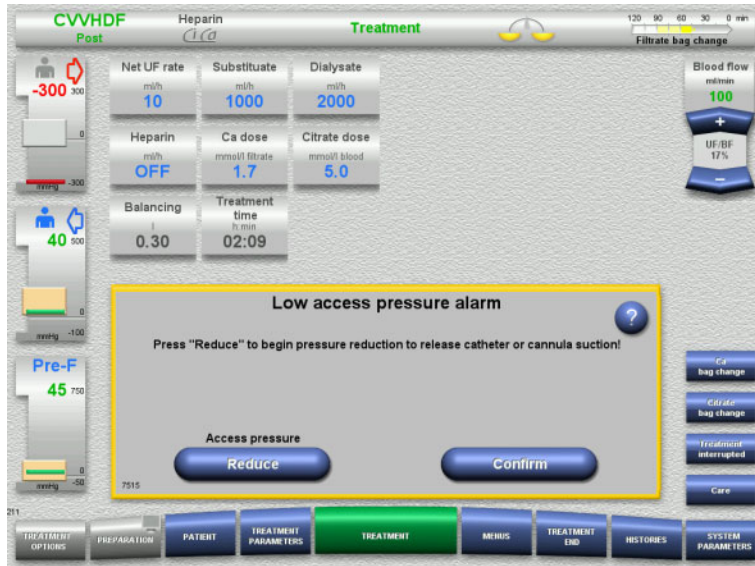 CVVHDF
Post
Heparin
Ci Ca
Treatment
120 90 60 30 0 min
Filtrate bag change
-300 300
0
-300
mmHg
Net UF rate
ml/h
10
Substituate
ml/h
1000
Dialysate
ml/h
2000
Blood flow
ml/min
100
+
UF/BF
17%
−
Heparin
ml/h
OFF
Ca dose
mmol/l filtrate
1.7
Citrate dose
mmol/l blood
5.0
Balancing
l
0.30
Treatment
time
h:min
02:09
40 500
0
-100
mmHg
Pre-F
45 750
0
-50
mmHg
Low access pressure alarm
?
Press "Reduce" to begin pressure reduction to release catheter or cannula suction!
Access pressure
Reduce
Confirm
7515
Ca
bag change
Citrate
bag change
Treatment
interrupted
Care
211
TREATMENT
OPTIONS
PREPARATION
PATIENT
TREATMENT
PARAMETERS
TREATMENT
MENUS
TREATMENT
END
HISTORIES
SYSTEM
PARAMETERS